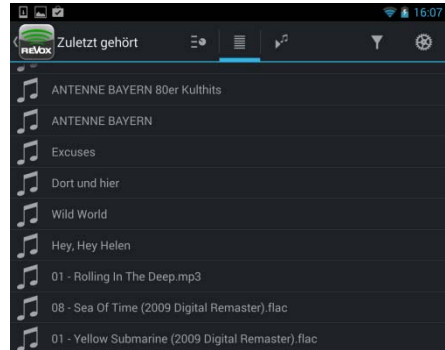 16:07
REVOX
Zuletzt gehört
ANTENNE BAYERN 80er Kulthits
ANTENNE BAYERN
Excuses
Dort und hier
Wild World
Hey, Hey Helen
01 - Rolling In The Deep.mp3
08 - Sea Of Time (2009 Digital Remaster).flac
01 - Yellow Submarine (2009 Digital Remaster).flac